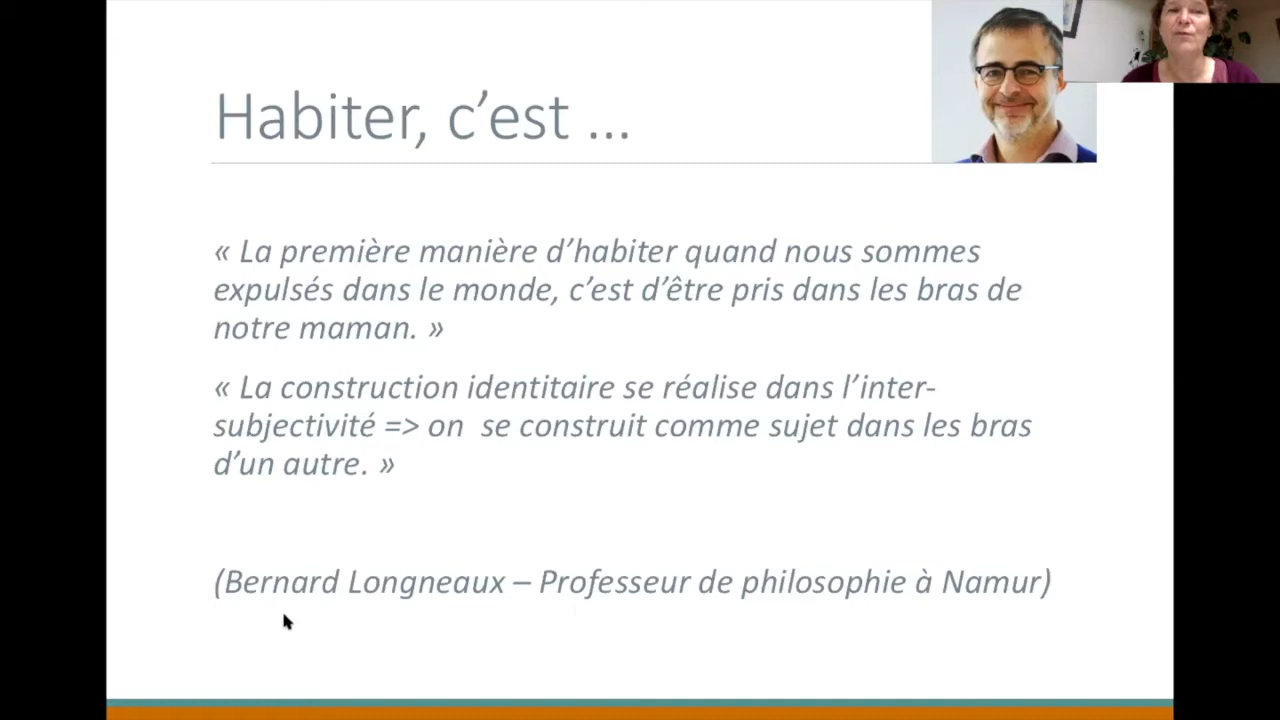 Habiter, c’est …
« La première manière d’habiter quand nous sommes
expulsés dans le monde, c’est d’être pris dans les bras de
notre maman. »
« La construction identitaire se réalise dans l’inter-
subjectivité => on  se construit comme sujet dans les bras
d’un autre. »
(Bernard Longneaux – Professeur de philosophie à Namur)